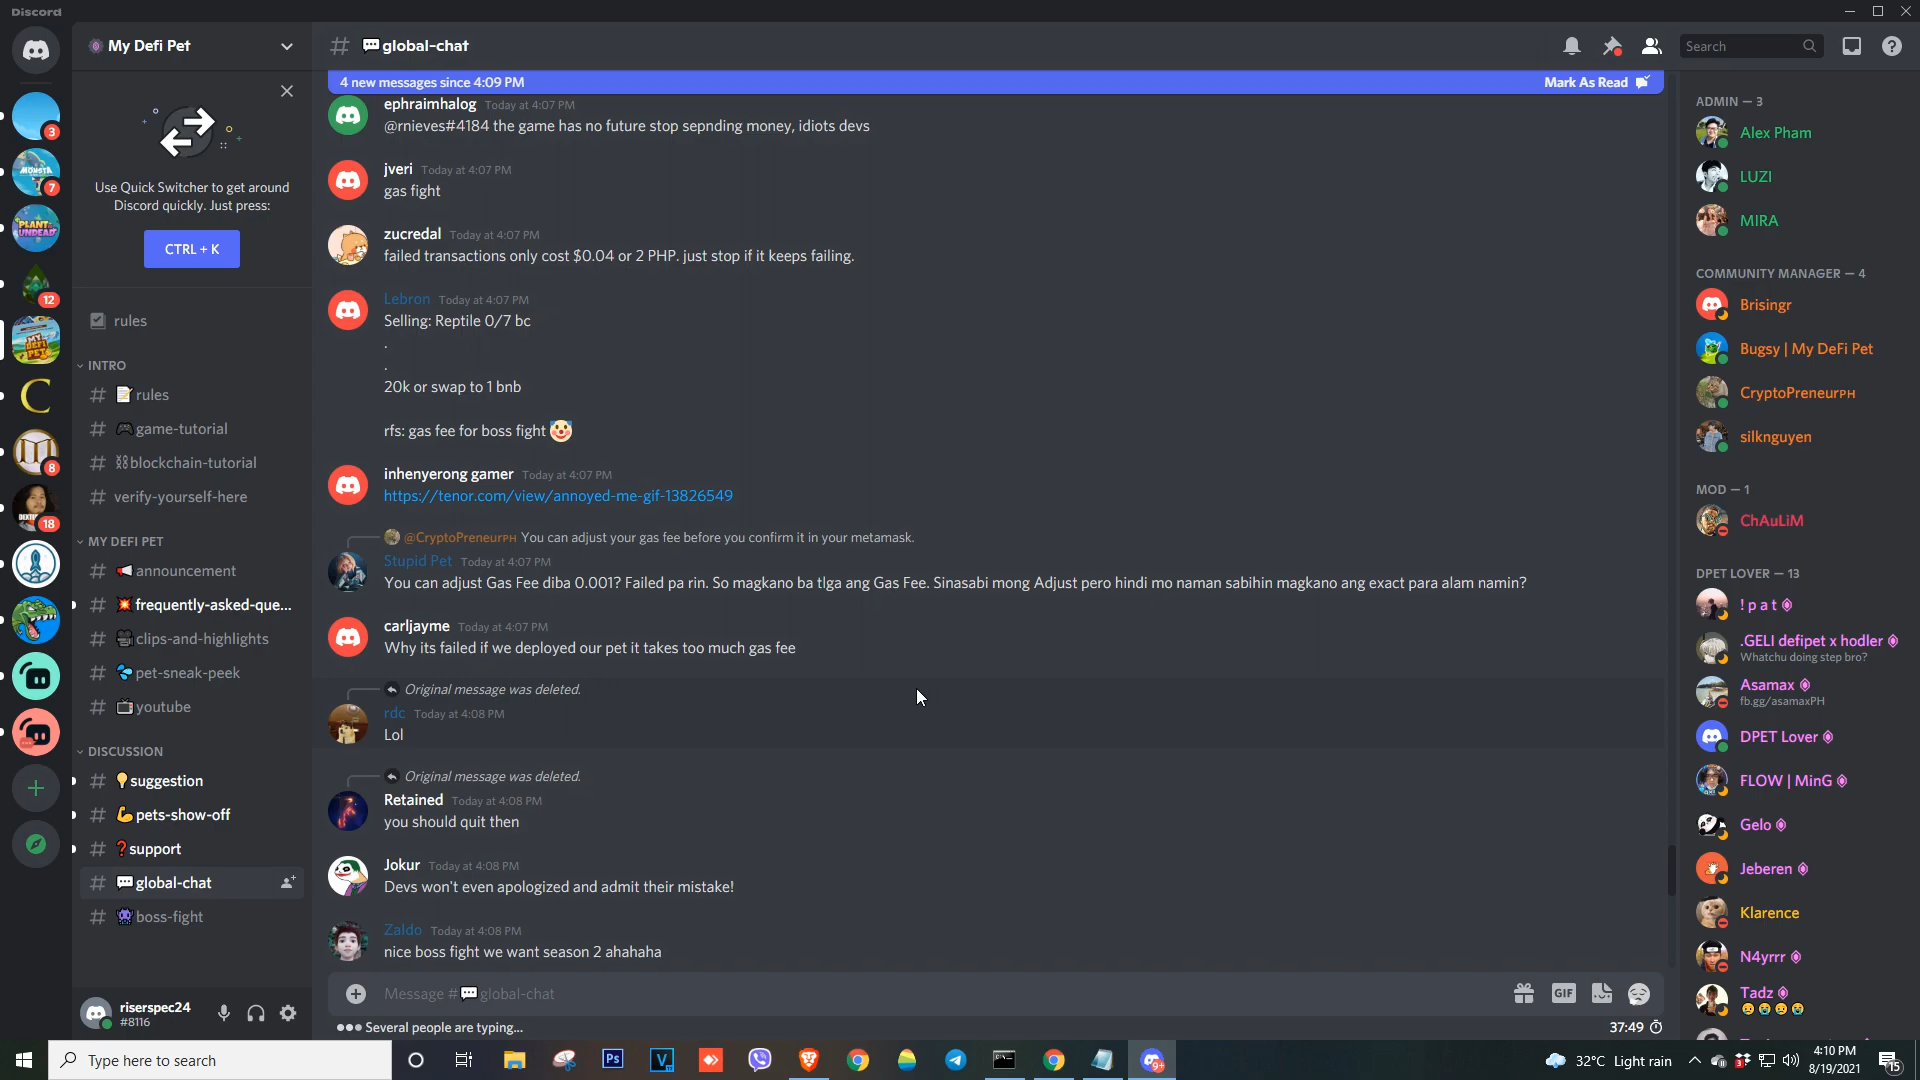 Discord
My Defi Pet
Use Quick Switcher to get around
Discord quickly. Just press:
CTRL + K
rules
INTRO
# 📝rules
# 🎮game-tutorial
# ⛓blockchain-tutorial
# verify-yourself-here
MY DEFI PET
# 📢announcement
# 💥frequently-asked-que...
# 🎥clips-and-highlights
# 💦pet-sneak-peek
# 📺youtube
DISCUSSION
# 💡suggestion
# 💪pets-show-off
# ❓support
# 💬global-chat
# 👾boss-fight
riserspec24
#8116
3
MONSTA
7
PLANT
UNDEAD
12
MY
DEFI
PET
8
18
# 💬global-chat
Search
4 new messages since 4:09 PM
Mark As Read
ephraimhalog Today at 4:07 PM
@rnieves#4184 the game has no future stop sepnding money, idiots devs
jveri Today at 4:07 PM
gas fight
zucredal Today at 4:07 PM
failed transactions only cost $0.04 or 2 PHP. just stop if it keeps failing.
Lebron Today at 4:07 PM
Selling: Reptile 0/7 bc
.
.
20k or swap to 1 bnb
rfs: gas fee for boss fight 🤡
inhenyerong gamer Today at 4:07 PM
https://tenor.com/view/annoyed-me-gif-13826549
@CryptoPreneurPH You can adjust your gas fee before you confirm it in your metamask.
Stupid Pet Today at 4:07 PM
You can adjust Gas Fee diba 0.001? Failed pa rin. So magkano ba tlga ang Gas Fee. Sinasabi mong Adjust pero hindi mo naman sabihin magkano ang exact para alam namin?
carljayme Today at 4:07 PM
Why its failed if we deployed our pet it takes too much gas fee
Original message was deleted.
rdc Today at 4:08 PM
Lol
Original message was deleted.
Retained Today at 4:08 PM
you should quit then
Jokur Today at 4:08 PM
Devs won't even apologized and admit their mistake!
Zaldo Today at 4:08 PM
nice boss fight we want season 2 ahahaha
Message #💬global-chat
GIF
Several people are typing...
37:49
ADMIN — 3
Alex Pham
LUZI
MIRA
COMMUNITY MANAGER — 4
Brisingr
Bugsy | My DeFi Pet
CryptoPreneurPH
silknguyen
MOD — 1
ChAuLiM
DPET LOVER — 13
! p a t
.GELI defipet x hodler
Whatchu doing step bro?
Asamax
fb.gg/asamaxPH
DPET Lover
FLOW | MinG
Gelo
Jeberen
Klarence
N4yrrr
Tadz
Type here to search
Ps
V
9+
32°C Light rain
4:10 PM
8/19/2021
15